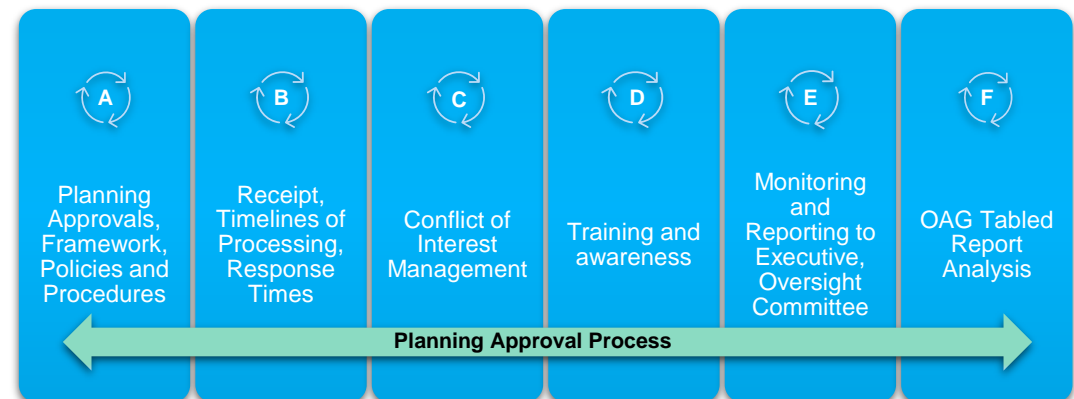 A
Planning
Approvals,
Framework,
Policies and
Procedures
B
Receipt,
Timelines of
Processing,
Response
Times
C
Conflict of
Interest
Management
D
Training and
awareness
E
Monitoring
and
Reporting to
Executive,
Oversight
Committee
F
OAG Tabled
Report
Analysis
Planning Approval Process